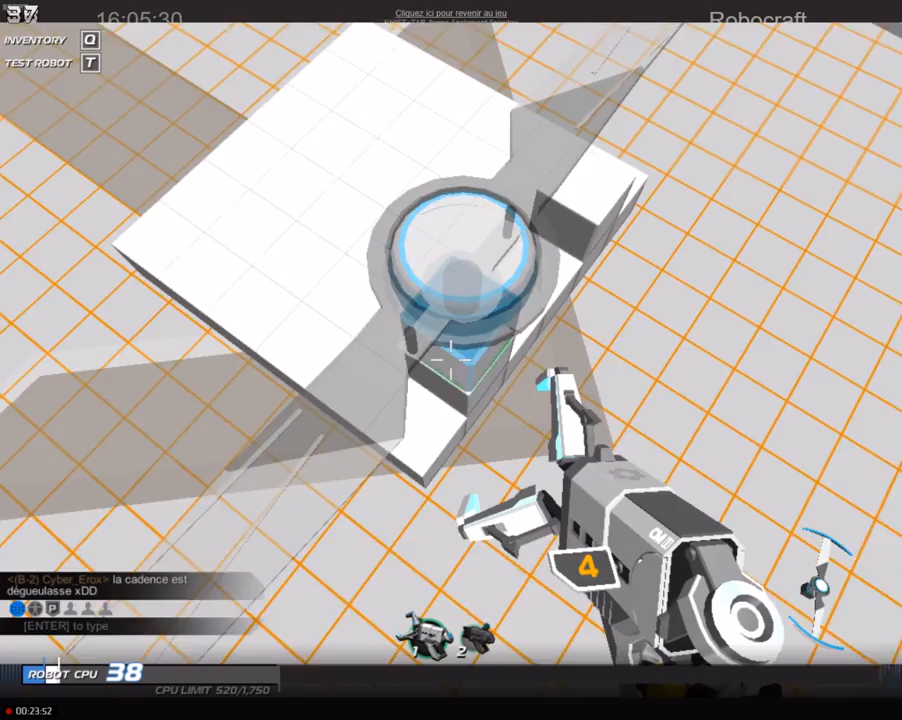 37
16:05:30
Cliquez ici pour revenir au jeu
Robocraft
INVENTORY Q
TEST ROBOT T
4
<(B-2) Cyber_Erox> la cadence est
dégueulasse xDD
P
[ENTER] to type
1 2
ROBOT CPU 38
CPU LIMIT 520/1,750
00:23:52